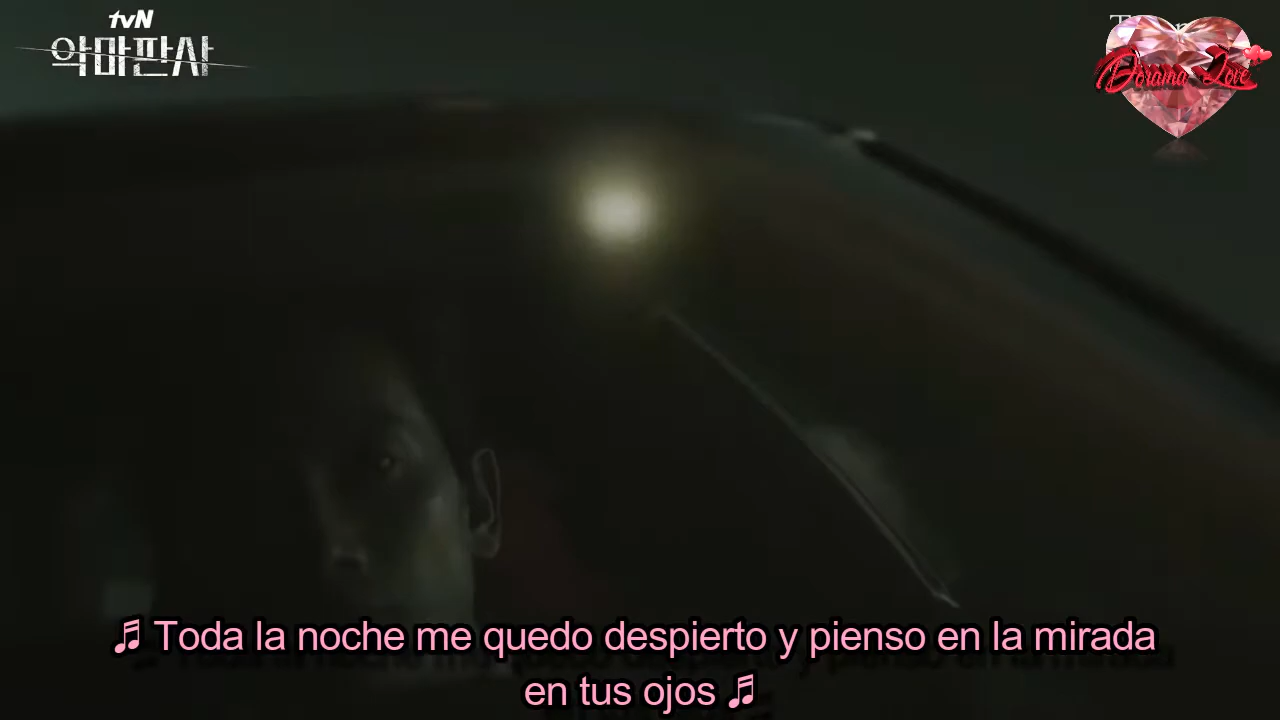 tvN
악마판사
Dorama Love
♬ Toda la noche me quedo despierto y pienso en la mirada
en tus ojos ♬